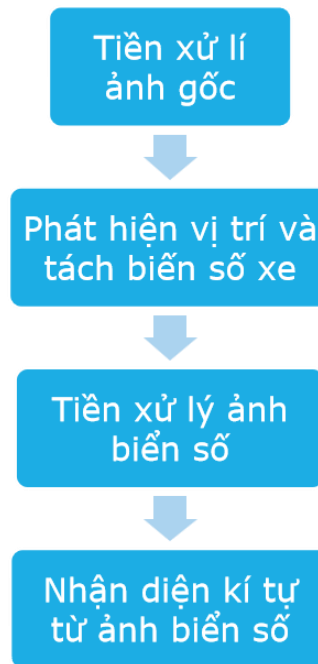 Tiền xử lí
ảnh gốc
Phát hiện vị trí và
tách biến số xe
Tiền xử lý ảnh
biển số
Nhận diện kí tự
từ ảnh biển số